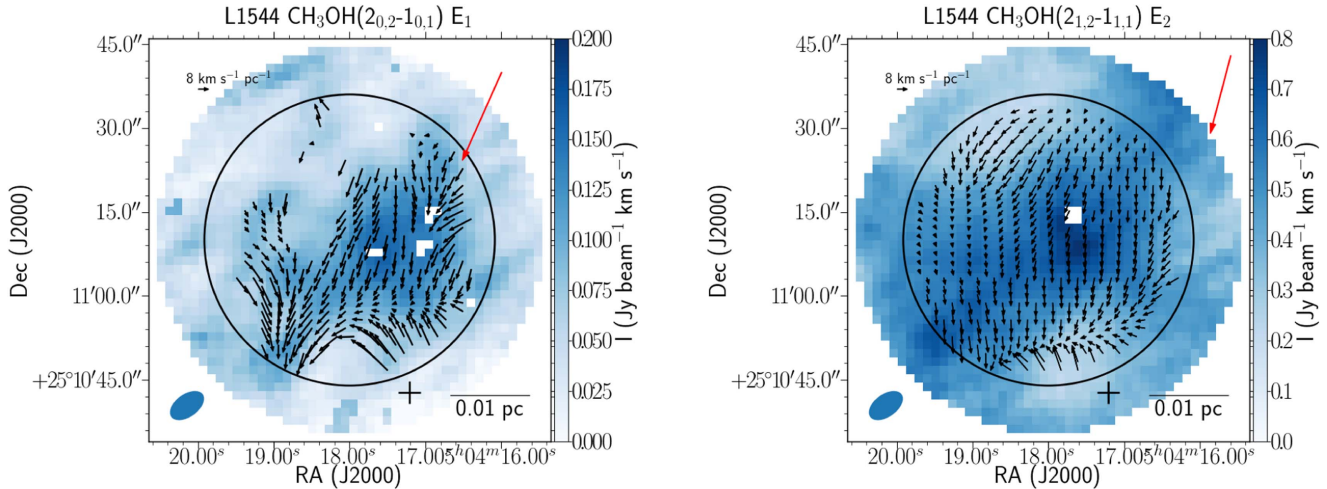 L1544 CH₃OH(2₀,₂-1₀,₁) E₁
45.0″
30.0″
15.0″
11′00.0″
+25°10′45.0″
Dec (J2000)
8 km s⁻¹ pc⁻¹
0.01 pc
20.00ˢ 19.00ˢ 18.00ˢ 17.00ˢ 5ʰ04ᵐ16.00ˢ
RA (J2000)
0.200
0.175
0.150
0.125
0.100
0.075
0.050
0.025
0.000
I (Jy beam⁻¹ km s⁻¹)
L1544 CH₃OH(2₁,₂-1₁,₁) E₂
45.0″
30.0″
15.0″
11′00.0″
+25°10′45.0″
Dec (J2000)
8 km s⁻¹ pc⁻¹
0.01 pc
20.00ˢ 19.00ˢ 18.00ˢ 17.00ˢ 5ʰ04ᵐ16.00ˢ
RA (J2000)
0.8
0.7
0.6
0.5
0.4
0.3
0.2
0.1
0.0
I (Jy beam⁻¹ km s⁻¹)